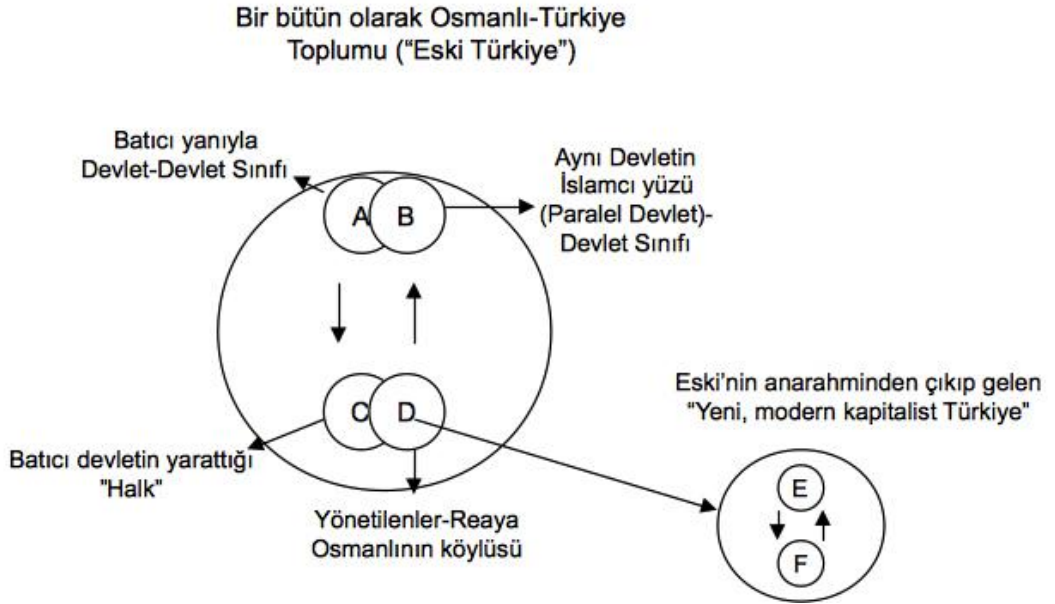 Bir bütün olarak Osmanlı-Türkiye
Toplumu (“Eski Türkiye”)
Batıcı yanıyla
Devlet-Devlet Sınıfı
Aynı Devletin
İslamcı yüzü
(Paralel Devlet)-
Devlet Sınıfı
A B
C D
Eski’nin anarahminden çıkıp gelen
“Yeni, modern kapitalist Türkiye"
Batıcı devletin yarattığı
"Halk"
Yönetilenler-Reaya
Osmanlının köylüsü
E
F